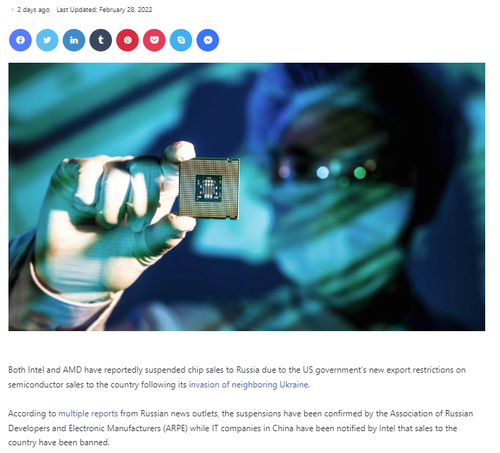 2 days ago Last Updated: February 28, 2022
Both Intel and AMD have reportedly suspended chip sales to Russia due to the US government's new export restrictions on
semiconductor sales to the country following its invasion of neighboring Ukraine.
According to multiple reports from Russian news outlets, the suspensions have been confirmed by the Association of Russian
Developers and Electronic Manufacturers (ARPE) while IT companies in China have been notified by Intel that sales to the
country have been banned.